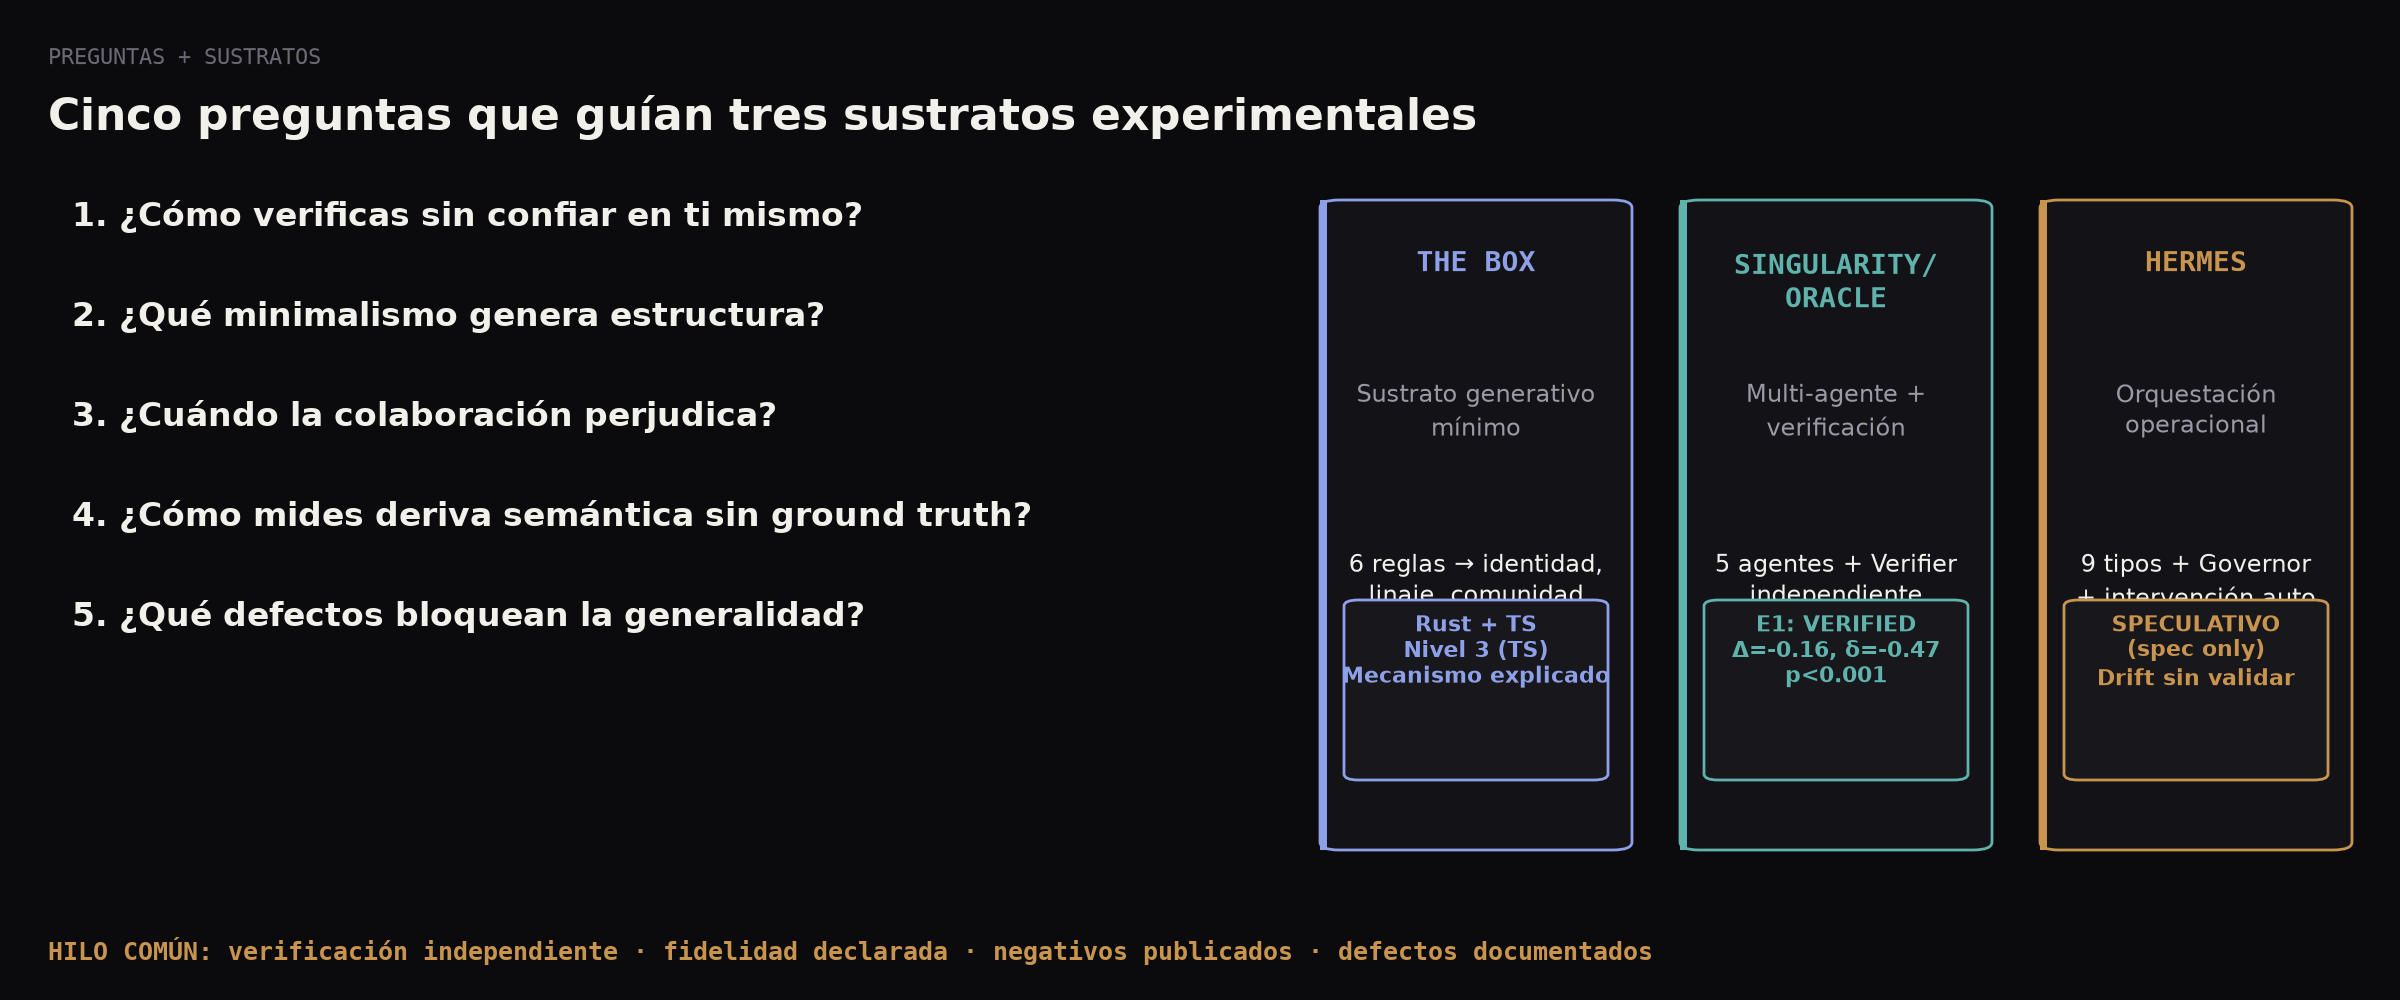 PREGUNTAS + SUSTRATOS
Cinco preguntas que guían tres sustratos experimentales
1. ¿Cómo verificas sin confiar en ti mismo?
2. ¿Qué minimalismo genera estructura?
3. ¿Cuándo la colaboración perjudica?
4. ¿Cómo mides deriva semántica sin ground truth?
5. ¿Qué defectos bloquean la generalidad?
THE BOX
Sustrato generativo
mínimo
6 reglas → identidad,
linaje, comunidad
Rust + TS
Nivel 3 (TS)
Mecanismo explicado
SINGULARITY/
ORACLE
Multi-agente +
verificación
5 agentes + Verifier
independiente
E1: VERIFIED
Δ=-0.16, δ=-0.47
p<0.001
HERMES
Orquestación
operacional
9 tipos + Governor
+ intervención auto
SPECULATIVO
(spec only)
Drift sin validar
HILO COMÚN: verificación independiente · fidelidad declarada · negativos publicados · defectos documentados